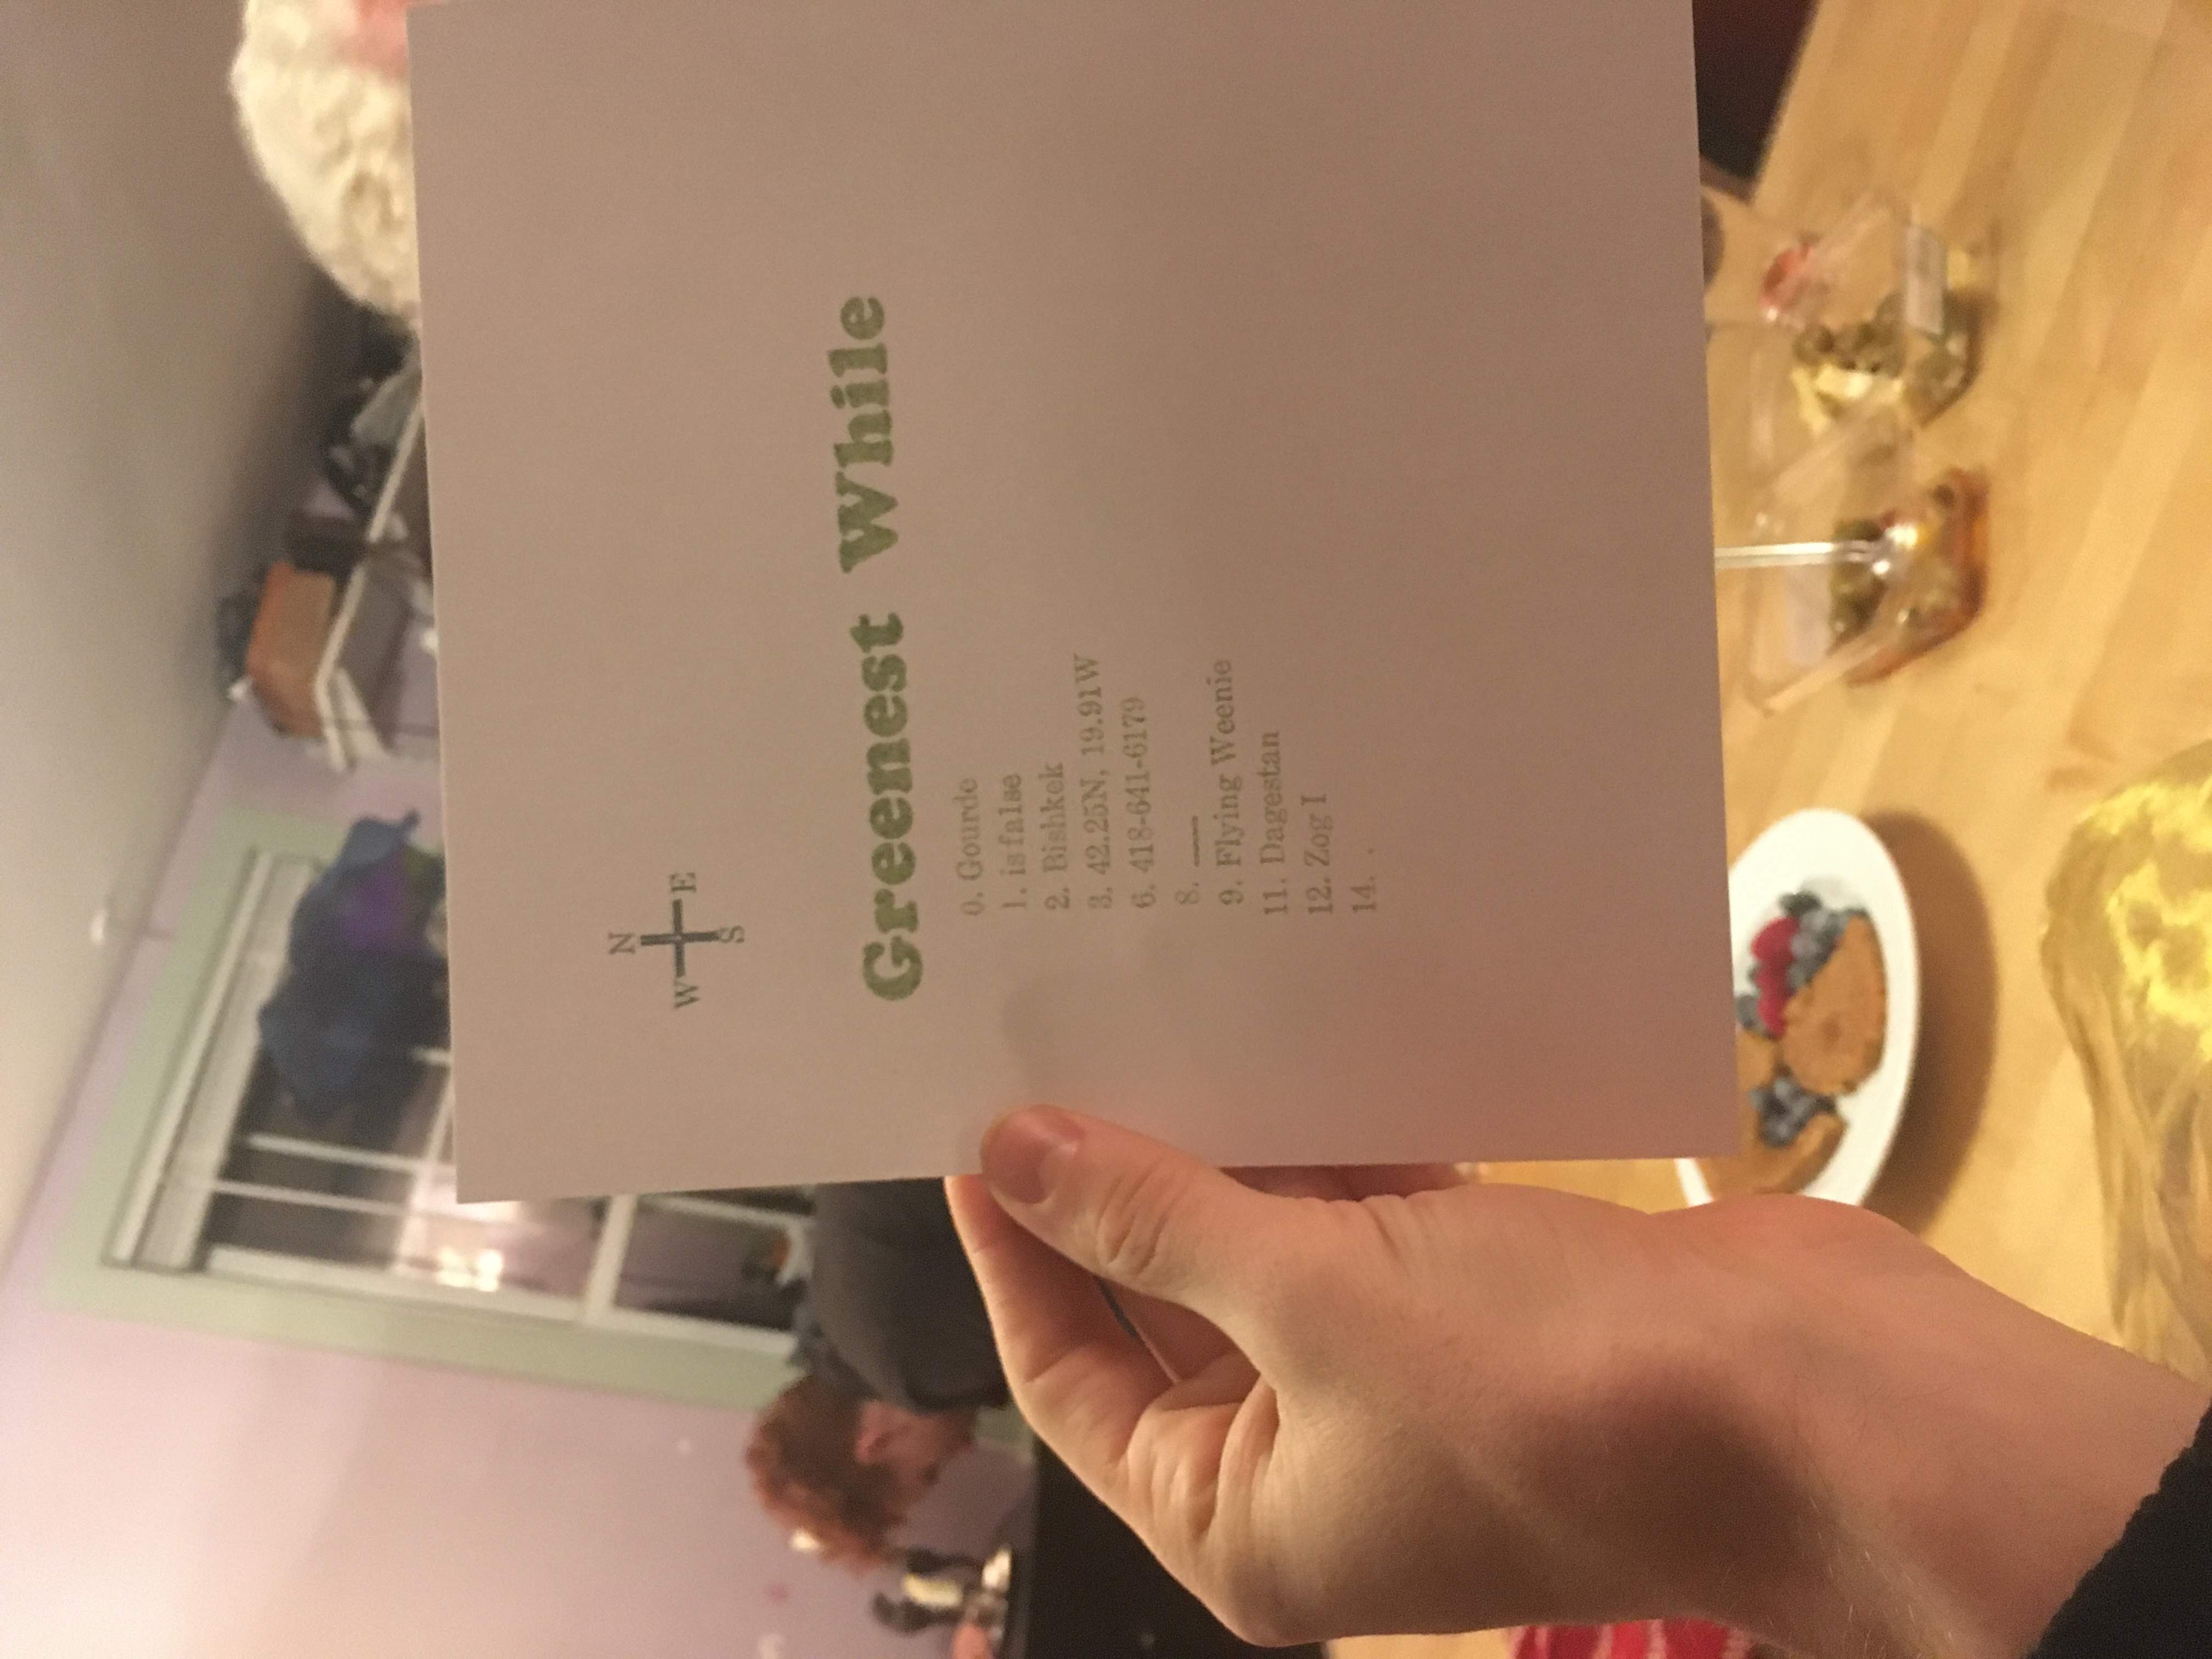 N
W E
S
Greenest While
0. Gourde
1. is false
2. Bishkek
3. 42.25N, 19.91W
6. 418-641-6179
8. ___
9. Flying Weenie
11. Dagestan
12. Zog I
14. .